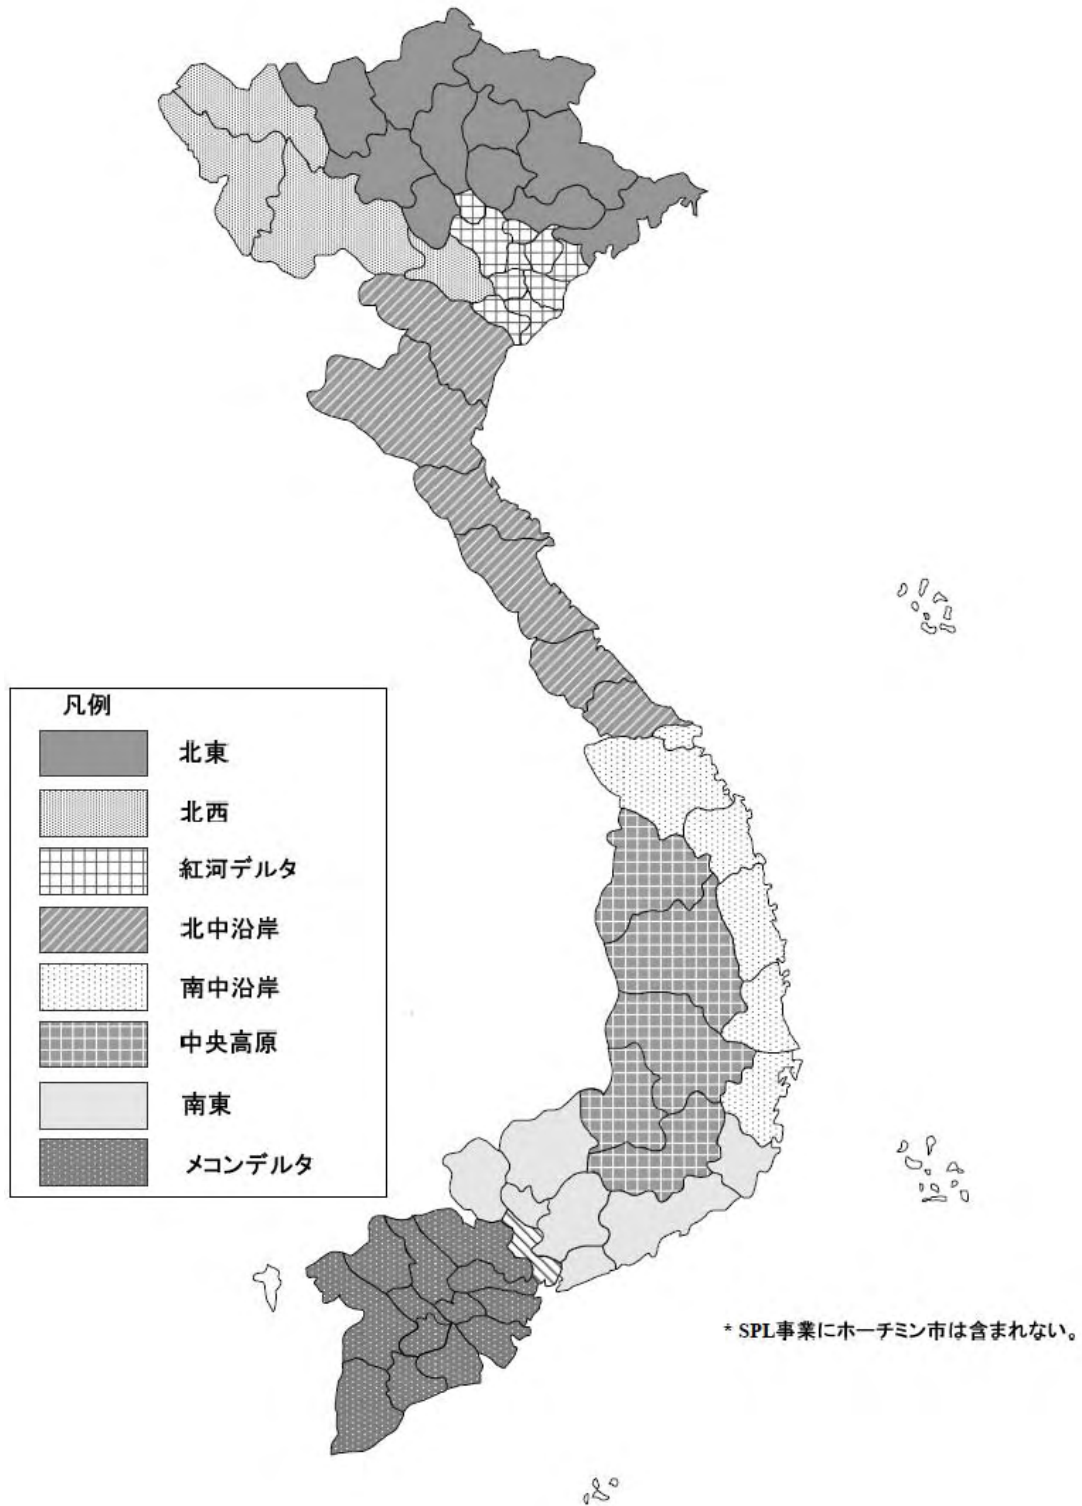 凡例
北東
北西
紅河デルタ
北中沿岸
南中沿岸
中央高原
南東
メコンデルタ
* SPL事業にホーチミン市は含まれない。